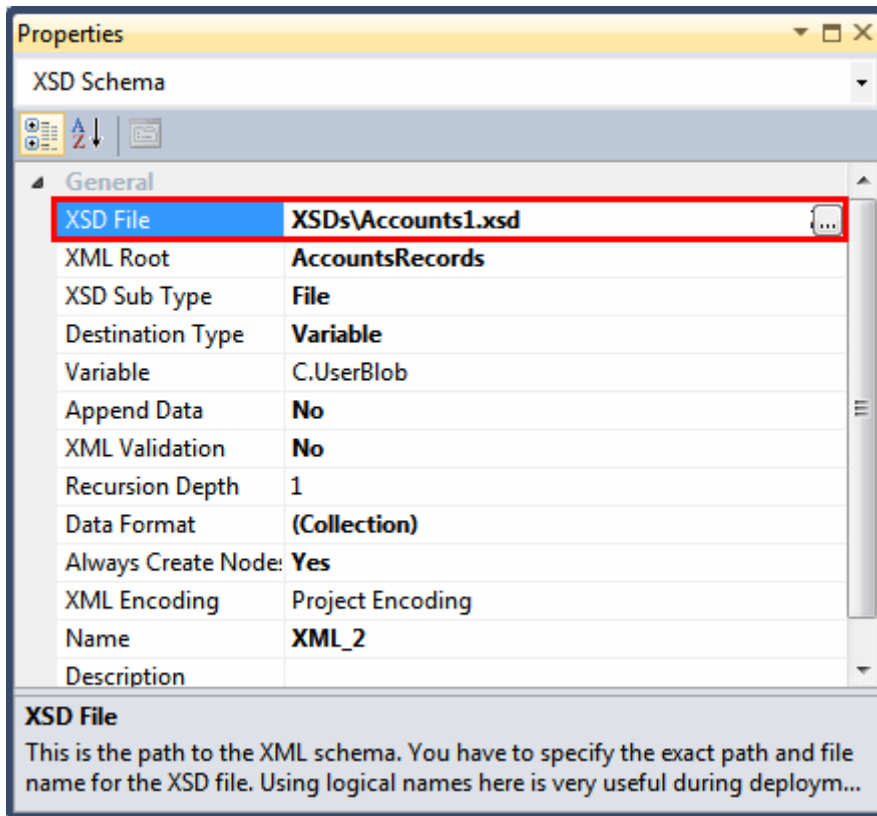 Properties
XSD Schema
General
XSD File XSDs\Accounts1.xsd ...
XML Root AccountsRecords
XSD Sub Type File
Destination Type Variable
Variable C.UserBlob
Append Data No
XML Validation No
Recursion Depth 1
Data Format (Collection)
Always Create Nodes Yes
XML Encoding Project Encoding
Name XML_2
Description
XSD File
This is the path to the XML schema. You have to specify the exact path and file
name for the XSD file. Using logical names here is very useful during deploym...